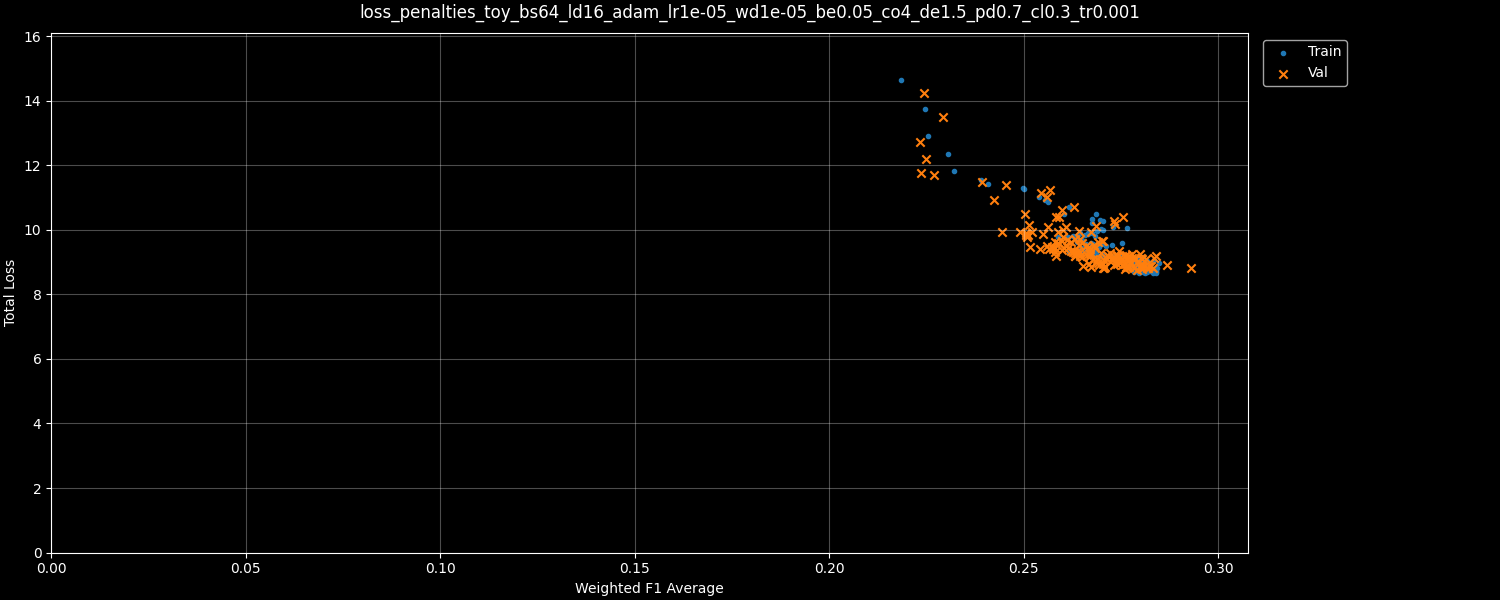 loss_penalties_toy_bs64_ld16_adam_lr1e-05_wd1e-05_be0.05_co4_de1.5_pd0.7_cl0.3_tr0.001
Train
Val
16
14
12
10
8
6
4
2
0
Total Loss
0.00 0.05 0.10 0.15 0.20 0.25 0.30
Weighted F1 Average